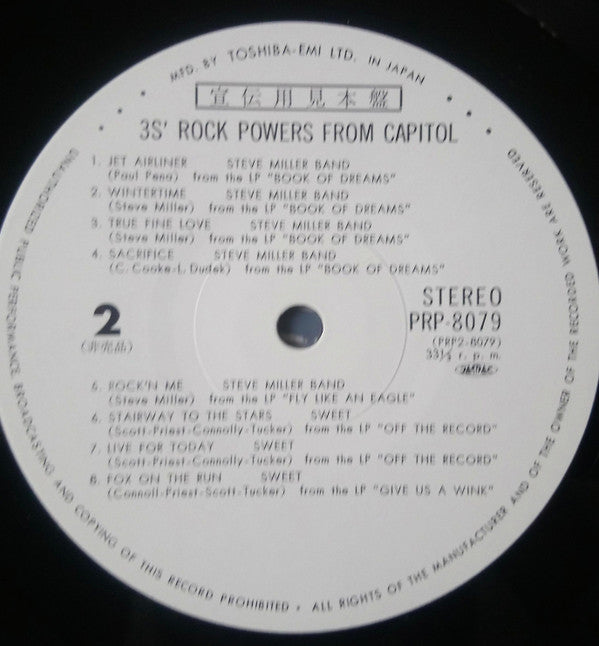 MFD. BY TOSHIBA-EMI LTD. IN JAPAN
宣伝用見本盤
3S' ROCK POWERS FROM CAPITOL
1. JET AIRLINER STEVE MILLER BAND
(Paul Pena) from the LP "BOOK OF DREAMS"
2. WINTERTIME STEVE MILLER BAND
(Steve Miller) from the LP "BOOK OF DREAMS"
3. TRUE FINE LOVE STEVE MILLER BAND
(Steve Miller) from the LP "BOOK OF DREAMS"
4. SACRIFICE STEVE MILLER BAND
(C. Cooke-L. Dudek) from the LP "BOOK OF DREAMS"
STEREO
2 PRP-8079
(非売品) (PRP2-8079)
33⅓ r. p. m.
JASRAC
5. ROCK'N ME STEVE MILLER BAND
(Steve Miller) from the LP "FLY LIKE AN EAGLE"
6. STAIRWAY TO THE STARS SWEET
(Scott-Priest-Connolly-Tucker) from the LP "OFF THE RECORD"
7. LIVE FOR TODAY SWEET
(Scott-Priest-Connolly-Tucker) from the LP "OFF THE RECORD"
8. FOX ON THE RUN SWEET
(Connoll-Priest-Scott-Tucker) from the LP "GIVE US A WINK"
UNAUTHORIZED PUBLIC PERFORMANCE BROADCASTING AND COPYING OF THIS RECORD PROHIBITED • ALL RIGHTS OF THE MANUFACTURER AND OF THE OWNER OF THE RECORDED WORK ARE RESERVED